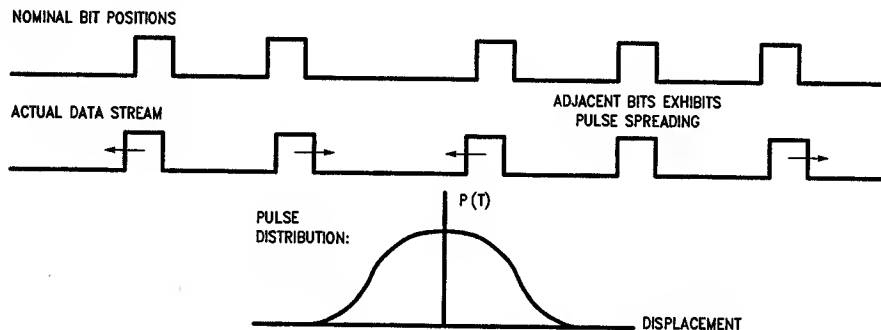 NOMINAL BIT POSITIONS
ACTUAL DATA STREAM
ADJACENT BITS EXHIBITS
PULSE SPREADING
P(T)
PULSE
DISTRIBUTION:
DISPLACEMENT